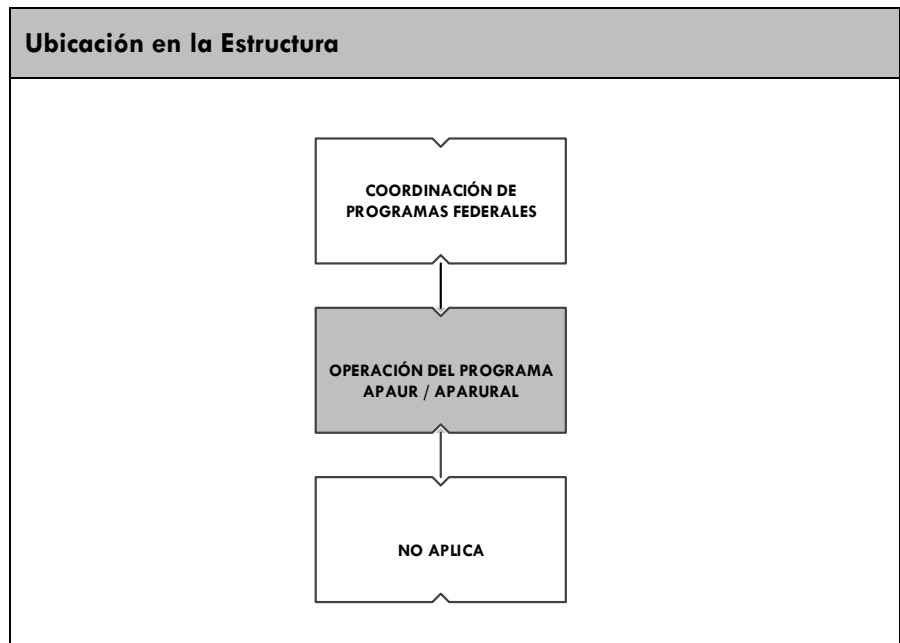 Ubicación en la Estructura
COORDINACIÓN DE
PROGRAMAS FEDERALES
OPERACIÓN DEL PROGRAMA
APAUR / APARURAL
NO APLICA